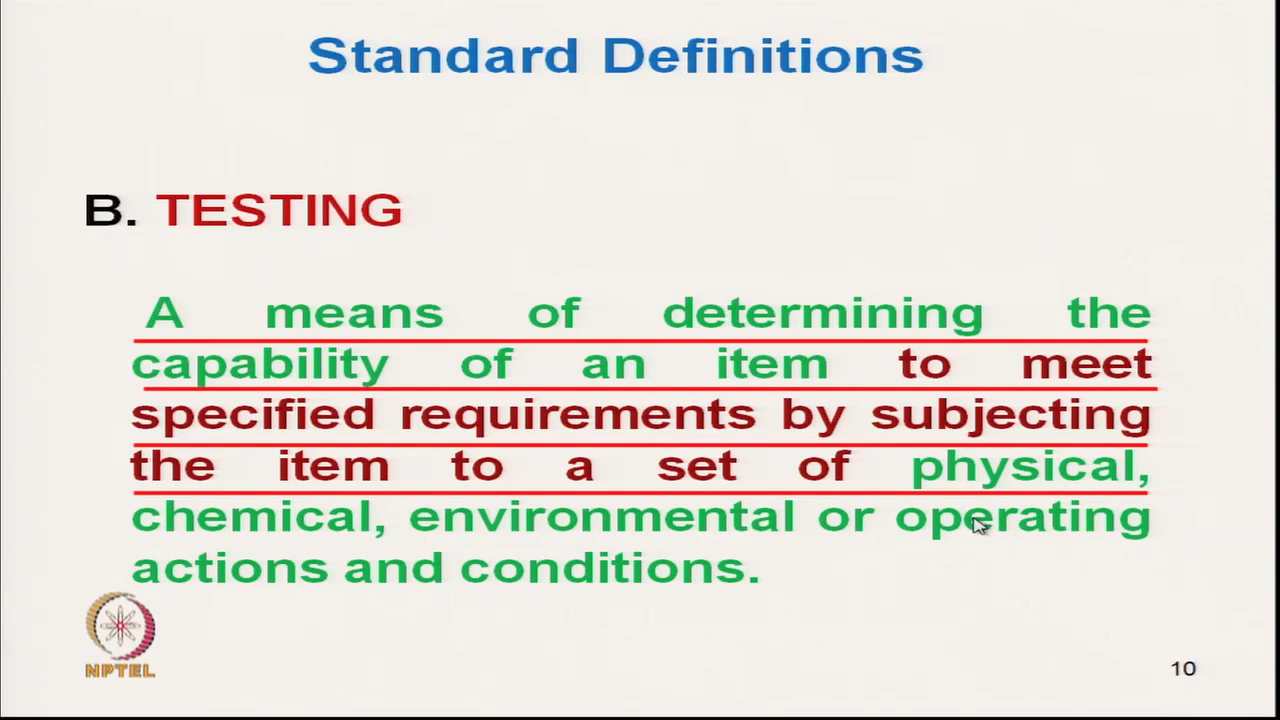 Standard Definitions
B. TESTING
A means of determining the
capability of an item to meet
specified requirements by subjecting
the item to a set of physical,
chemical, environmental or operating
actions and conditions.
NPTEL
10